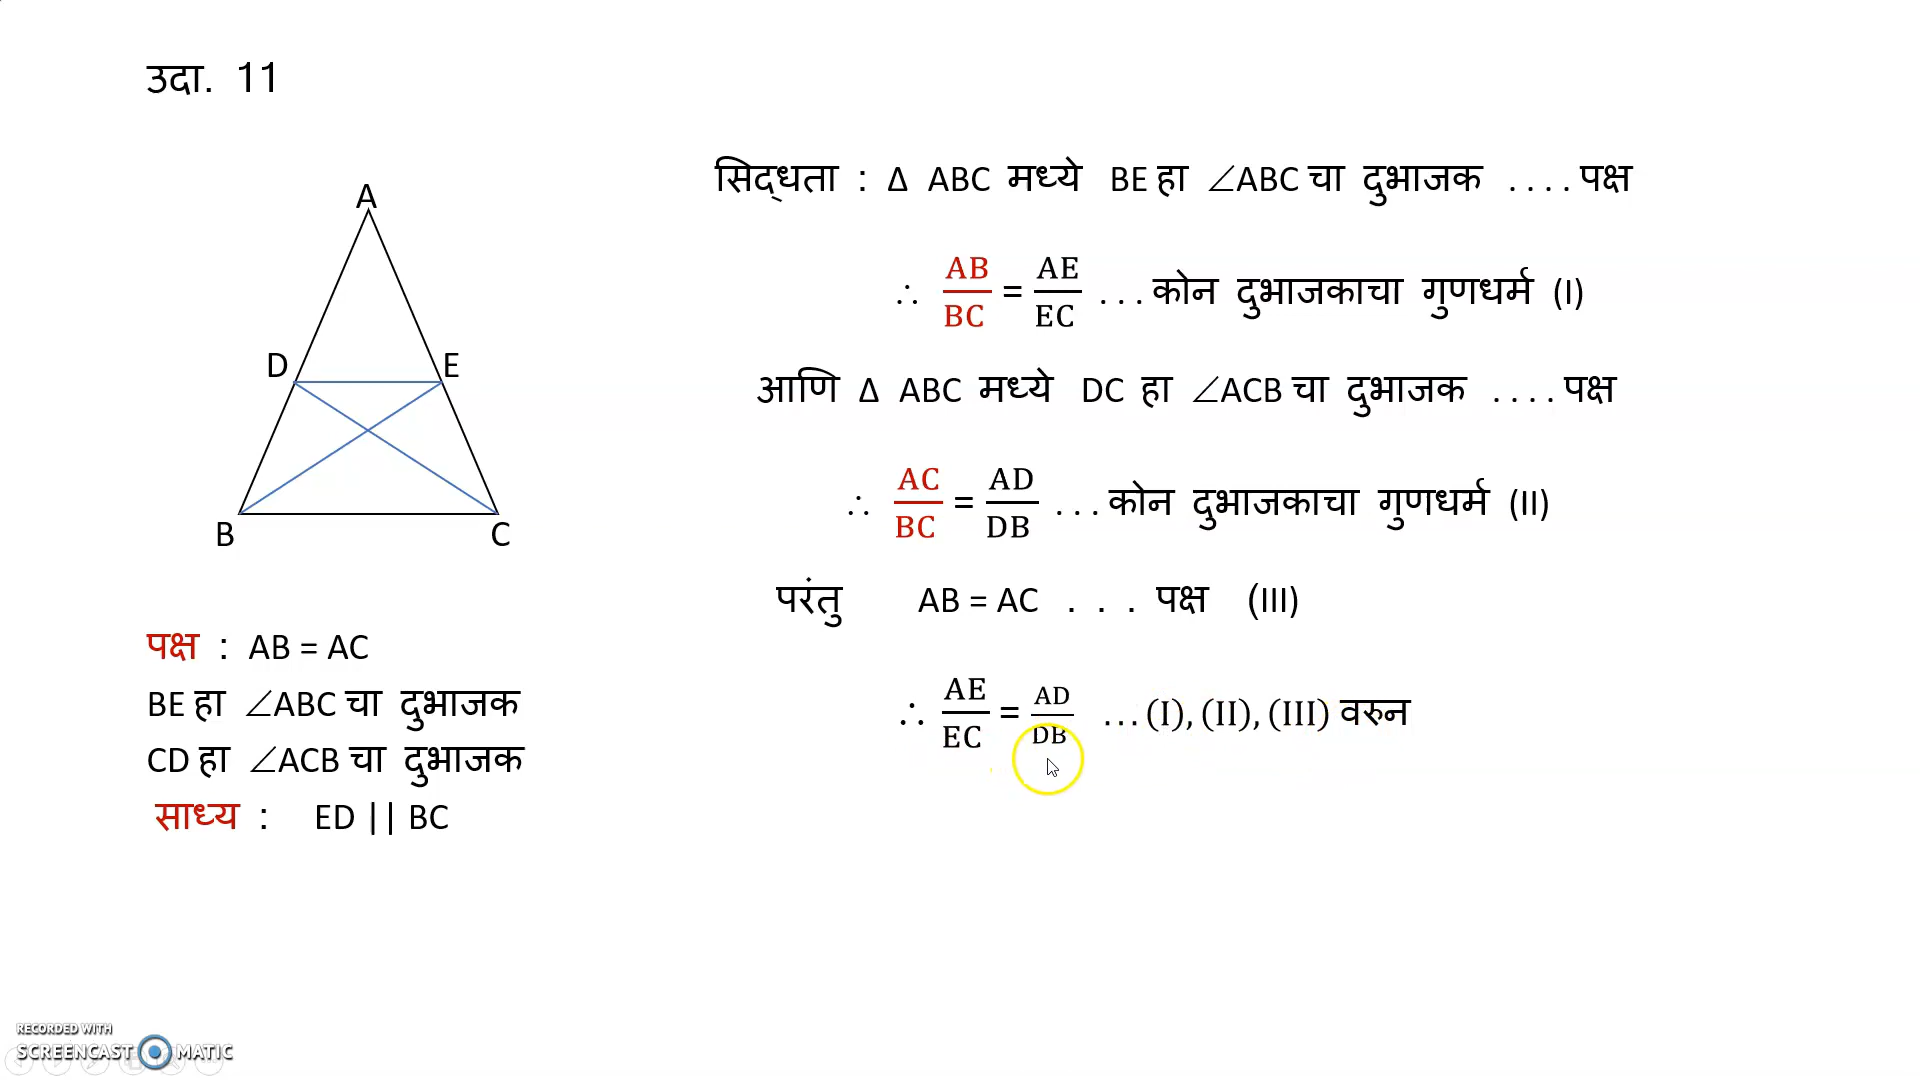 उदा. 11
A
D E
B C
पक्ष : AB = AC
BE हा ∠ABC चा दुभाजक
CD हा ∠ACB चा दुभाजक
साध्य : ED || BC
सिद्धता : Δ ABC मध्ये BE हा ∠ABC चा दुभाजक . . . . पक्ष
∴ AB/BC = AE/EC . . . कोन दुभाजकाचा गुणधर्म (I)
आणि Δ ABC मध्ये DC हा ∠ACB चा दुभाजक . . . . पक्ष
∴ AC/BC = AD/DB . . . कोन दुभाजकाचा गुणधर्म (II)
परंतु AB = AC . . . पक्ष (III)
∴ AE/EC = AD/DB ...(I), (II), (III) वरुन
RECORDED WITH
SCREENCAST MATIC